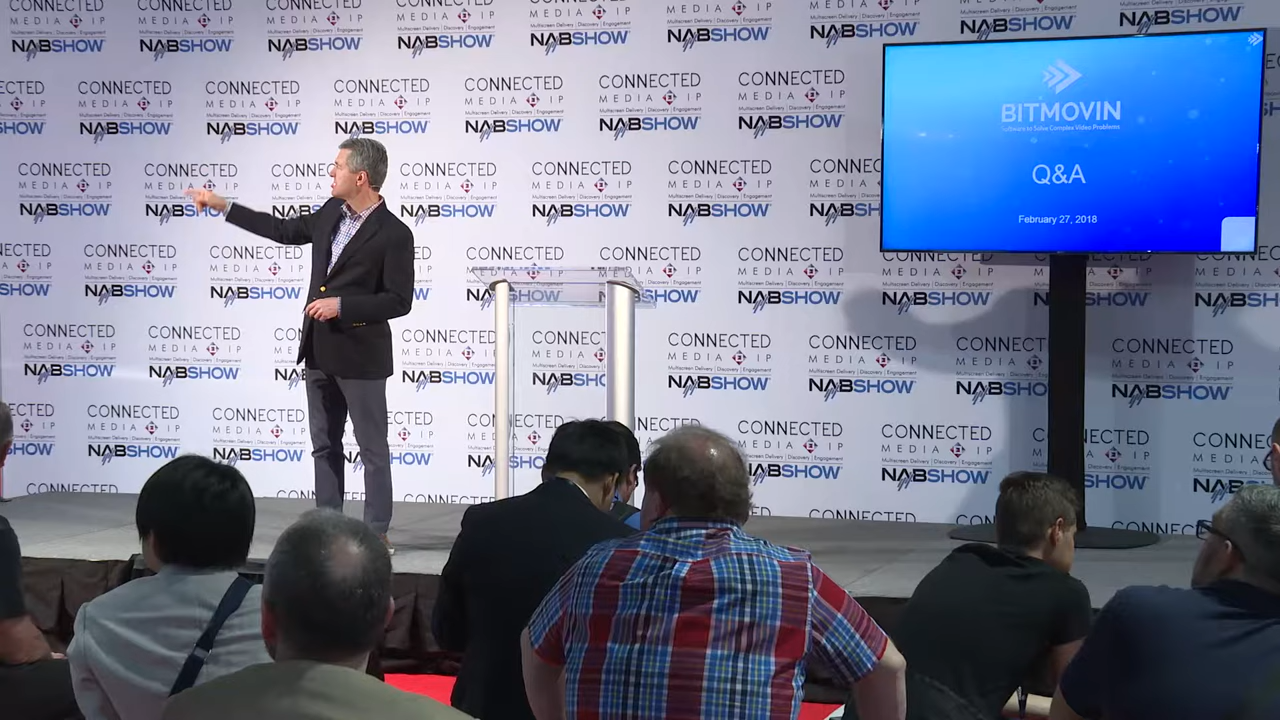 CONNECTED
MEDIA IP
Multiscreen Delivery | Discovery | Engagement
NABSHOW
BITMOVIN
Software to Solve Complex Video Problems
Q&A
February 27, 2018